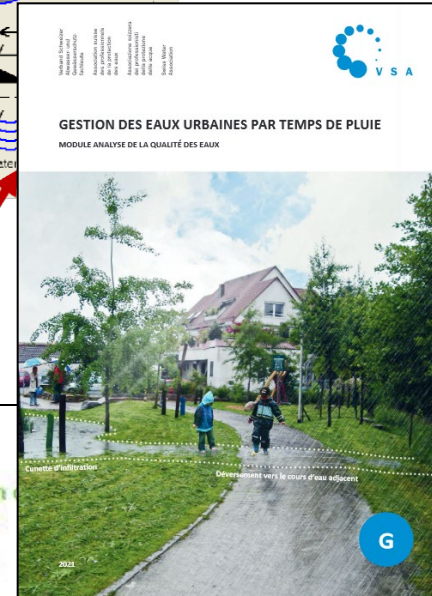 Verband Schweizer
Abwasser- und
Gewässerschutz-
fachleute
Association suisse
des professionnels
de la protection
des eaux
Associazione svizzera
dei professionisti
della protezione
delle acque
Swiss Water
Association
VSA
GESTION DES EAUX URBAINES PAR TEMPS DE PLUIE
MODULE ANALYSE DE LA QUALITÉ DES EAUX
Cunette d'infiltration
Déversement vers le cours d'eau adjacent
G
2021